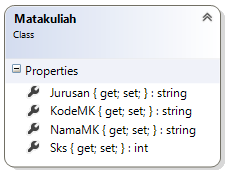 Matakuliah
Class
Properties
Jurusan { get; set; } : string
KodeMK { get; set; } : string
NamaMK { get; set; } : string
Sks { get; set; } : int